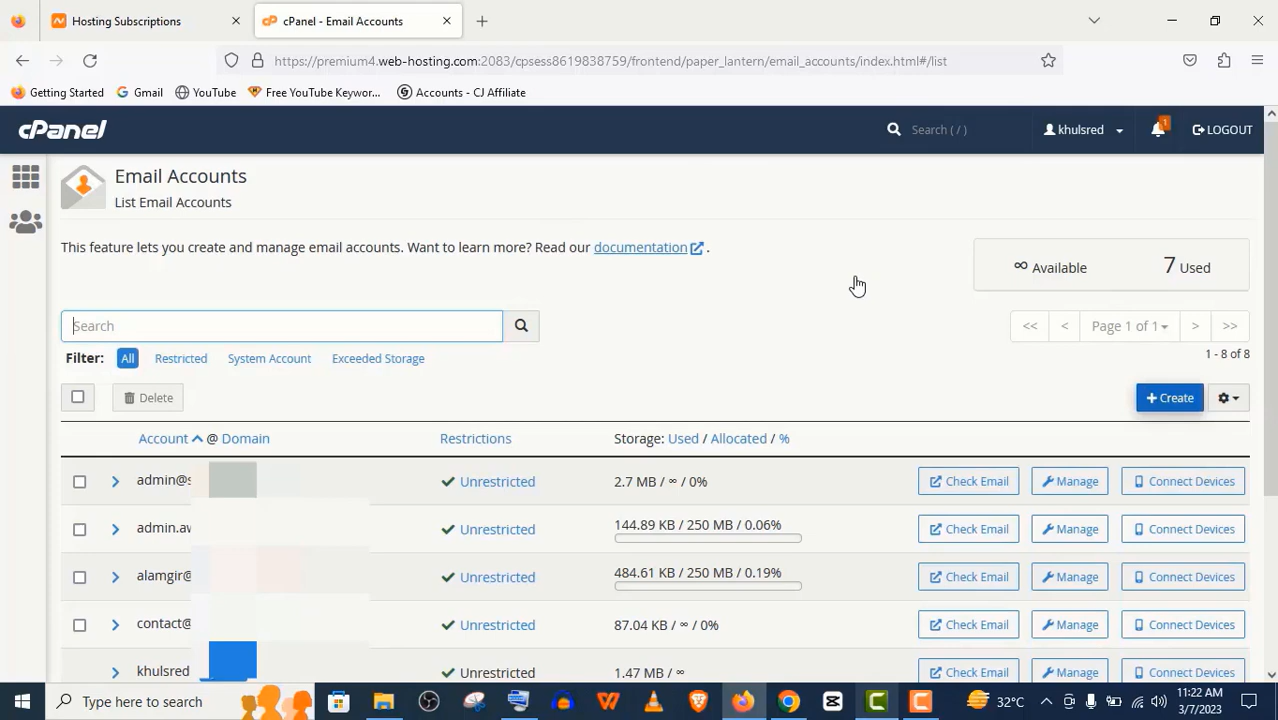 Hosting Subscriptions
cPanel - Email Accounts
https://premium4.web-hosting.com:2083/cpsess8619838759/frontend/paper_lantern/email_accounts/index.html#/list
Getting Started
Gmail
YouTube
Free YouTube Keywor...
Accounts - CJ Affiliate
cPanel
Search ( / )
khulsred
1
LOGOUT
Email Accounts
List Email Accounts
This feature lets you create and manage email accounts. Want to learn more? Read our documentation .
∞ Available 7 Used
Search
<< < Page 1 of 1 > >>
Filter: All Restricted System Account Exceeded Storage
1 - 8 of 8
Delete
+ Create
Account @ Domain Restrictions Storage: Used / Allocated / %
admin@ Unrestricted 2.7 MB / ∞ / 0% Check Email Manage Connect Devices
admin.aw Unrestricted 144.89 KB / 250 MB / 0.06% Check Email Manage Connect Devices
alamgir@ Unrestricted 484.61 KB / 250 MB / 0.19% Check Email Manage Connect Devices
contact@ Unrestricted 87.04 KB / ∞ / 0% Check Email Manage Connect Devices
khulsred Unrestricted 1.47 MB / ∞ Check Email Manage Connect Devices
Type here to search
32°C
11:22 AM
3/7/2023